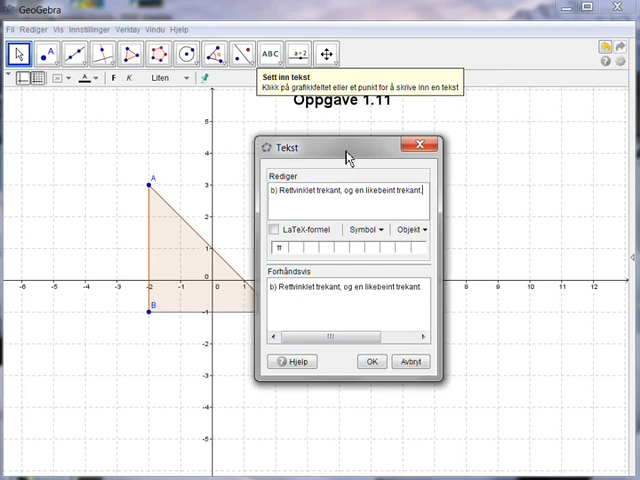 GeoGebra
Fil Rediger Vis Innstillinger Verktøy Vindu Hjelp
ABC a=2
A F K Liten
Sett inn tekst
Klikk på grafikkfeltet eller et punkt for å skrive inn en tekst
Oppgave 1.11
Tekst
Rediger
b) Rettvinklet trekant, og en likebeint trekant.
LaTeX-formel Symbol Objekt
π
Forhåndsvis
b) Rettvinklet trekant, og en likebeint trekant.
Hjelp OK Avbryt
A
B
5
4
3
2
1
0
-6 -5 -4 -3 -2 -1 0 1 7 8 9 10 11 12
-1
-2
-3
-4
-5